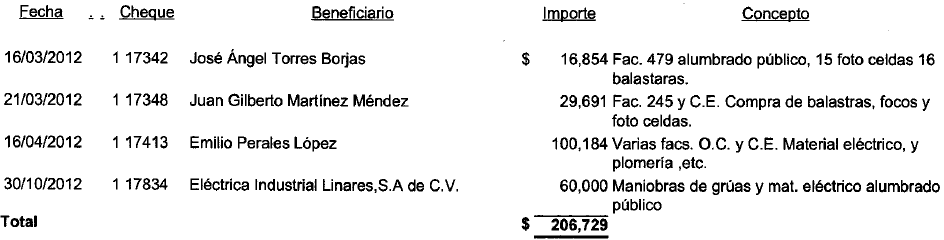 Fecha . . Cheque Beneficiario Importe Concepto
16/03/2012 1 17342 José Ángel Torres Borjas $ 16,854 Fac. 479 alumbrado público, 15 foto celdas 16
balastaras.
21/03/2012 1 17348 Juan Gilberto Martínez Méndez 29,691 Fac. 245 y C.E. Compra de balastras, focos y
foto celdas.
16/04/2012 1 17413 Emilio Perales López 100,184 Varias facs. O.C. y C.E. Material eléctrico, y
plomería ,etc.
30/10/2012 1 17834 Eléctrica Industrial Linares,S.A de C.V. 60,000 Maniobras de grúas y mat. eléctrico alumbrado
público
Total $ 206,729